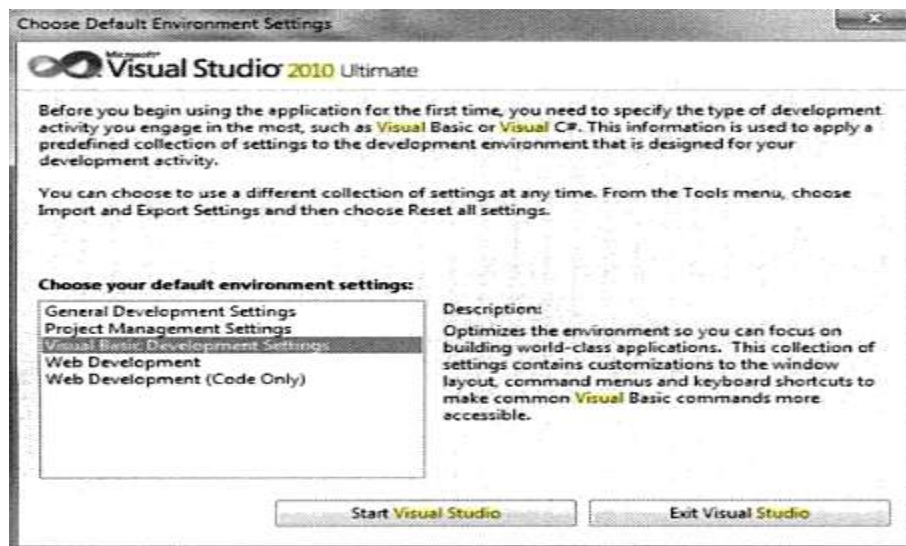 Choose Default Environment Settings
Microsoft
Visual Studio 2010 Ultimate
Before you begin using the application for the first time, you need to specify the type of development
activity you engage in the most, such as Visual Basic or Visual C#. This information is used to apply a
predefined collection of settings to the development environment that is designed for your
development activity.
You can choose to use a different collection of settings at any time. From the Tools menu, choose
Import and Export Settings and then choose Reset all settings.
Choose your default environment settings:
General Development Settings
Project Management Settings
Visual Basic Development Settings
Web Development
Web Development (Code Only)
Description:
Optimizes the environment so you can focus on
building world-class applications. This collection of
settings contains customizations to the window
layout, command menus and keyboard shortcuts to
make common Visual Basic commands more
accessible.
Start Visual Studio
Exit Visual Studio